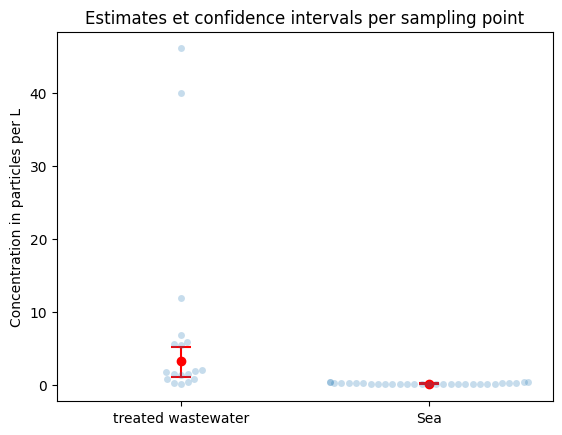 Estimates et confidence intervals per sampling point
Concentration in particles per L
40
30
20
10
0
treated wastewater
Sea